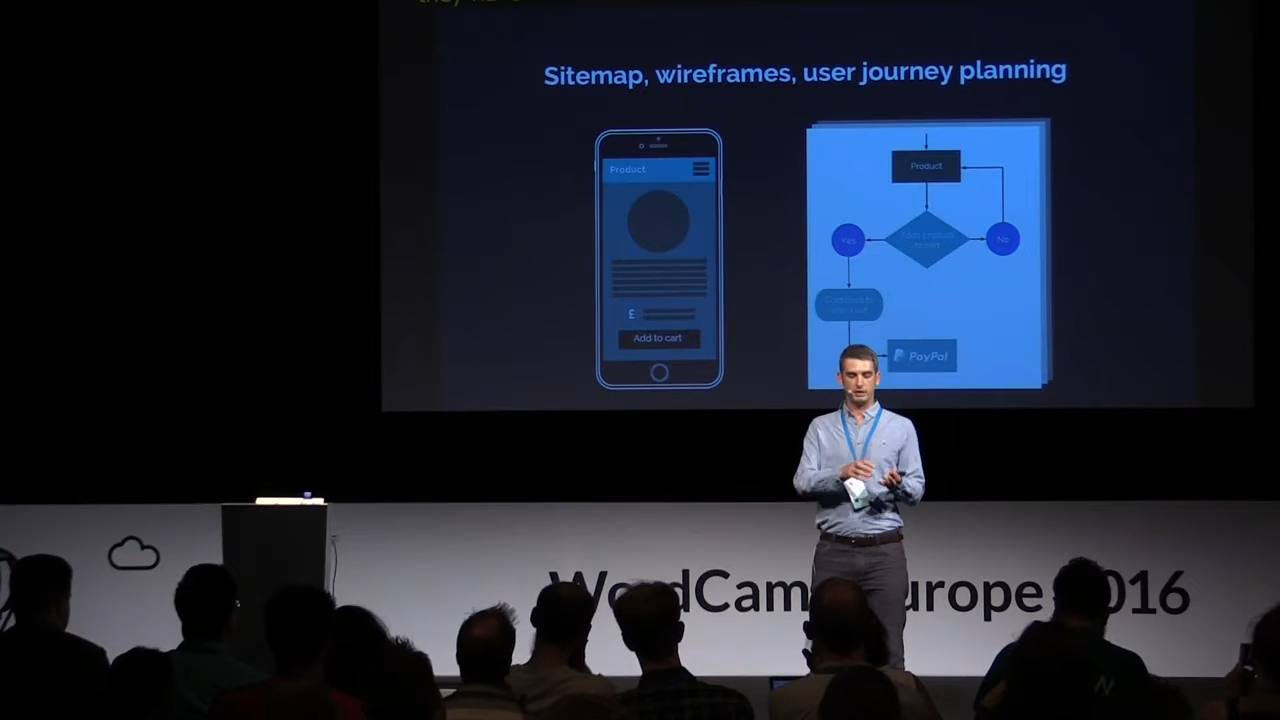 Sitemap, wireframes, user journey planning
Product
£
Add to cart
Product
Yes
No
PayPal
WordCamp Europe 2016